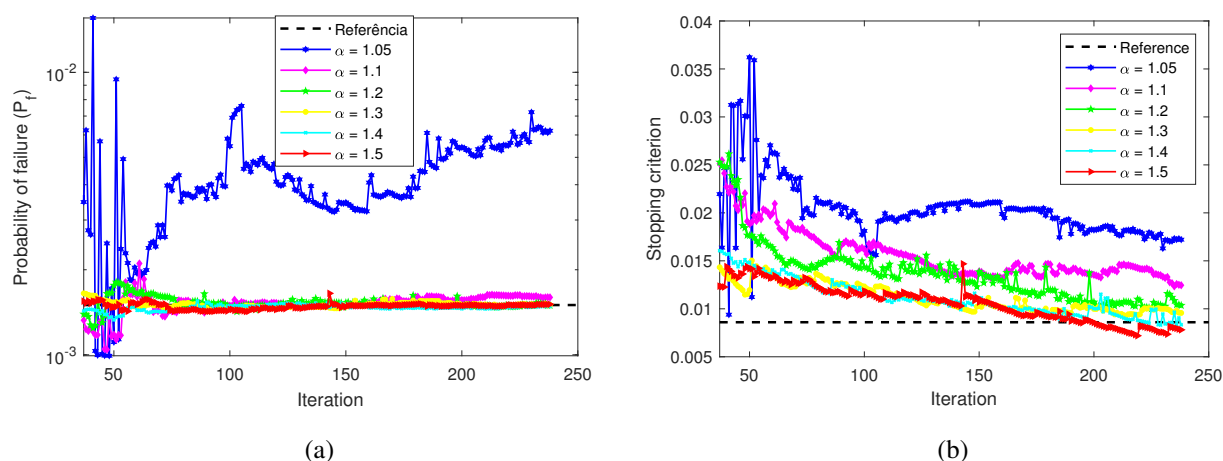 Probability of failure (P_f)
10^-2
10^-3
50 100 150 200 250
Iteration
Referência
α = 1.05
α = 1.1
α = 1.2
α = 1.3
α = 1.4
α = 1.5
(a)
Stopping criterion
0.04
0.035
0.03
0.025
0.02
0.015
0.01
0.005
50 100 150 200 250
Iteration
Reference
α = 1.05
α = 1.1
α = 1.2
α = 1.3
α = 1.4
α = 1.5
(b)